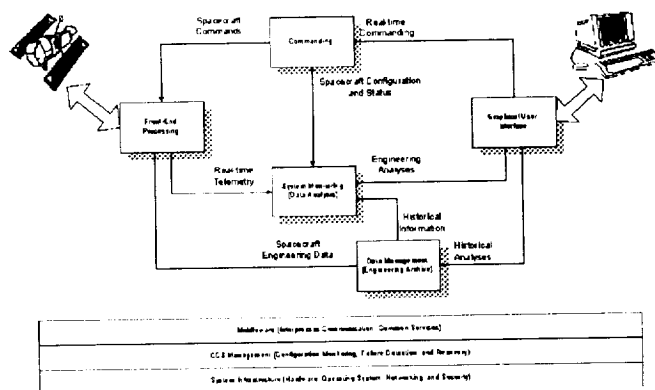 Spacecraft
Commands
Commanding
Realtime
Commanding
Spacecraft Configuration
and Status
Front-End
Processing
Graphical User
Interface
Real-time
Telemetry
System Monitoring
(Data Analysis)
Engineering
Analyses
Historical
Information
Spacecraft
Engineering Data
Data Management
(Engineering Archive)
Historical
Analyses
Middleware (Interprocess Communication, Common Services)
CCS Management (Configuration Monitoring, Failure Detection, and Recovery)
System Infrastructure (Hardware, Operating System, Networking, and Security)